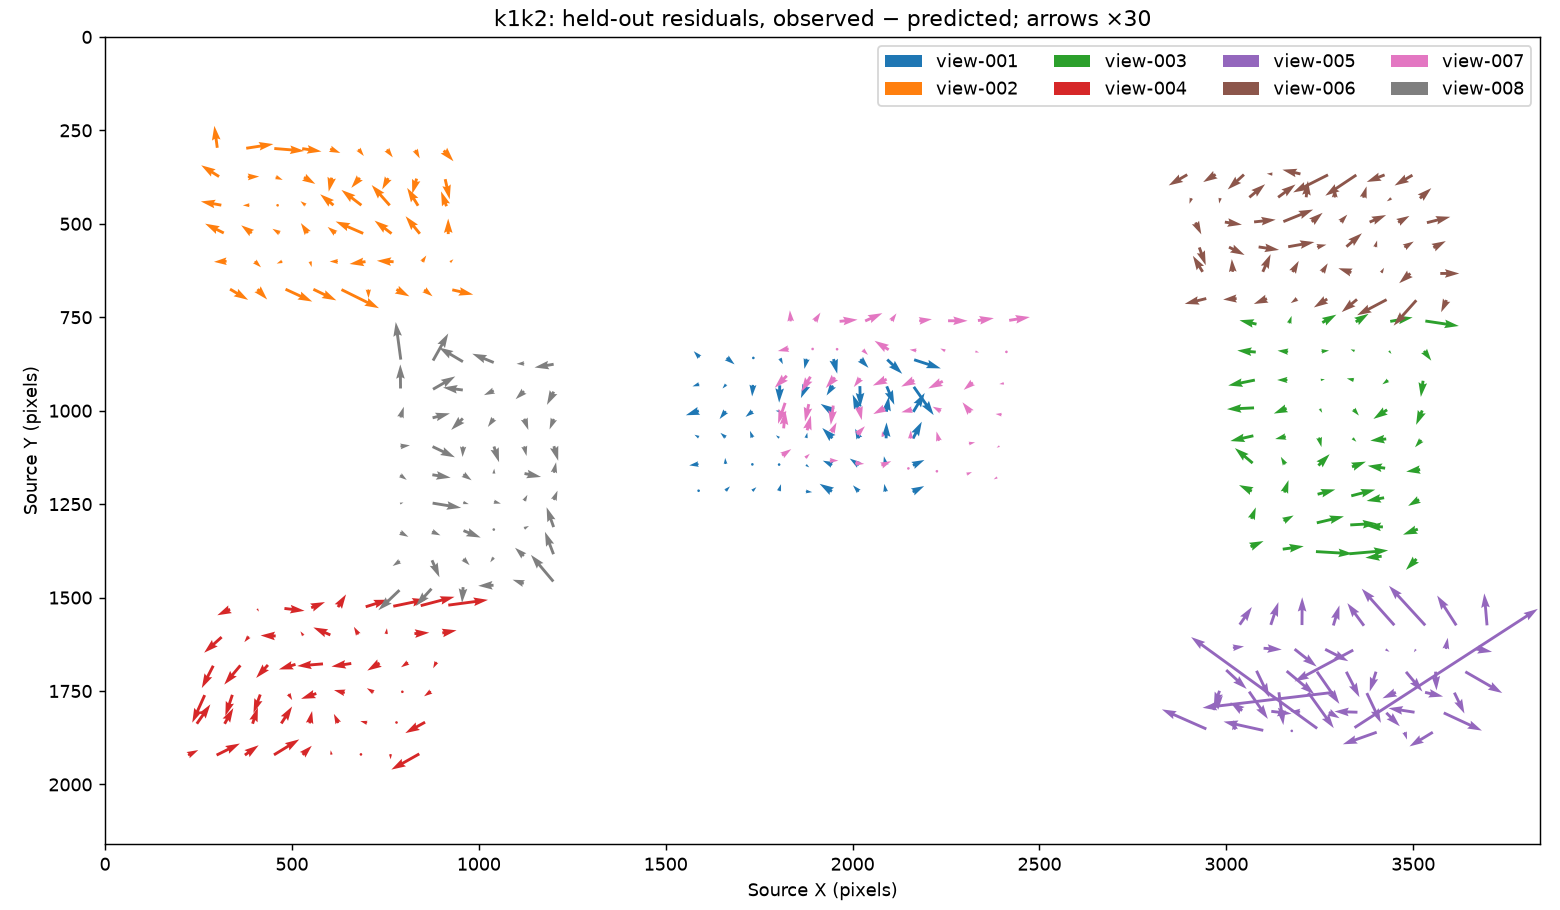 k1k2: held-out residuals, observed − predicted; arrows ×30
view-001 view-003 view-005 view-007
view-002 view-004 view-006 view-008
0
250
500
750
1000
1250
1500
1750
2000
Source Y (pixels)
0 500 1000 1500 2000 2500 3000 3500
Source X (pixels)